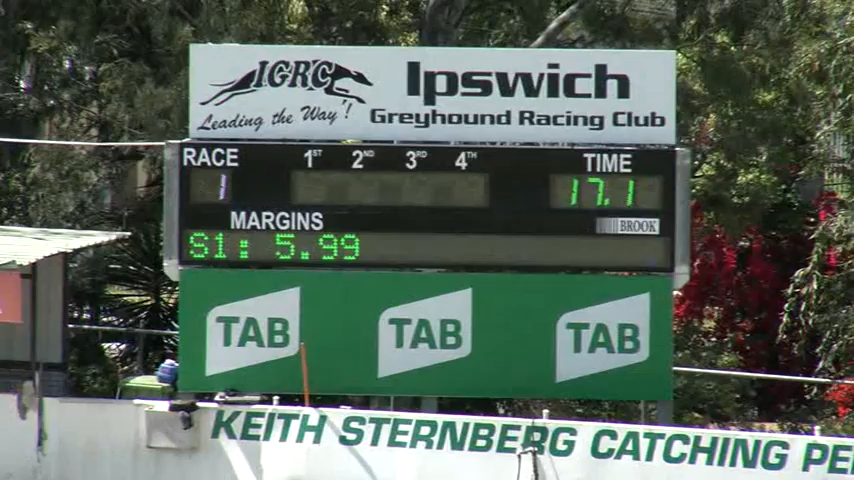 IGRC
Leading the Way'!
Ipswich
Greyhound Racing Club
RACE 1ST 2ND 3RD 4TH TIME
17.1
MARGINS BROOK
S1: 5.99
TAB TAB TAB
KEITH STERNBERG CATCHING PE